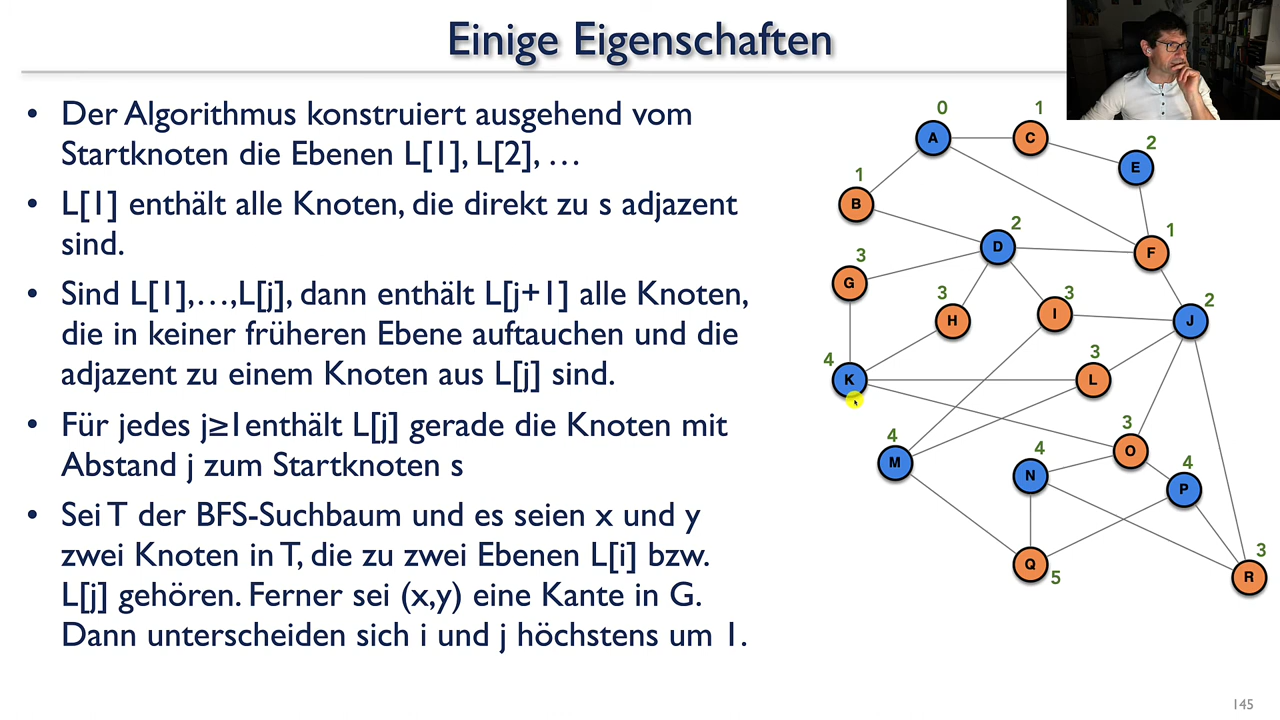 Einige Eigenschaften
• Der Algorithmus konstruiert ausgehend vom
Startknoten die Ebenen L[1], L[2], …
• L[1] enthält alle Knoten, die direkt zu s adjazent
sind.
• Sind L[1],…,L[j], dann enthält L[j+1] alle Knoten,
die in keiner früheren Ebene auftauchen und die
adjazent zu einem Knoten aus L[j] sind.
• Für jedes j≥1enthält L[j] gerade die Knoten mit
Abstand j zum Startknoten s
• Sei T der BFS-Suchbaum und es seien x und y
zwei Knoten in T, die zu zwei Ebenen L[i] bzw.
L[j] gehören. Ferner sei (x,y) eine Kante in G.
Dann unterscheiden sich i und j höchstens um 1.
0
A
1
C
2
E
1
B
2
D
1
F
3
G
3
H
3
I
2
J
4
K
3
L
4
M
4
N
3
O
4
P
Q
5
3
R
145